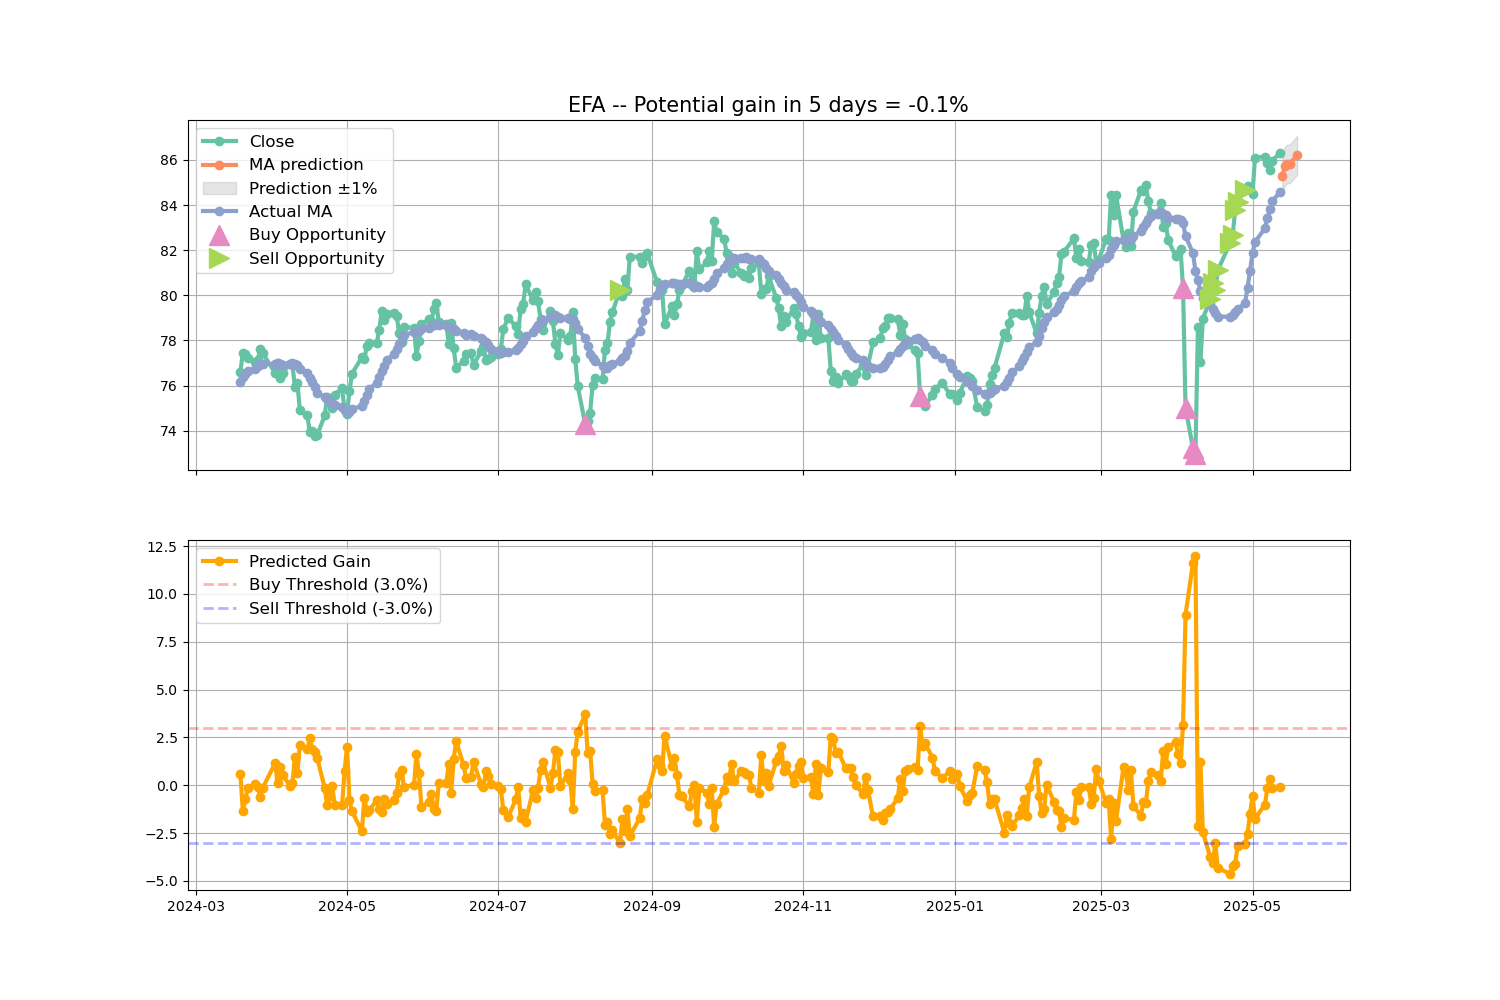 EFA -- Potential gain in 5 days = -0.1%
Close
MA prediction
Prediction ±1%
Actual MA
Buy Opportunity
Sell Opportunity
86
84
82
80
78
76
74
Predicted Gain
Buy Threshold (3.0%)
Sell Threshold (-3.0%)
12.5
10.0
7.5
5.0
2.5
0.0
−2.5
−5.0
2024-03 2024-05 2024-07 2024-09 2024-11 2025-01 2025-03 2025-05